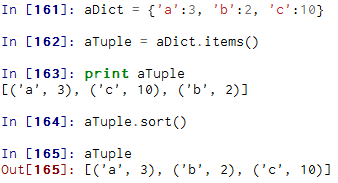 In [161]: aDict = {'a':3, 'b':2, 'c':10}
In [162]: aTuple = aDict.items()
In [163]: print aTuple
[('a', 3), ('c', 10), ('b', 2)]
In [164]: aTuple.sort()
In [165]: aTuple
Out[165]: [('a', 3), ('b', 2), ('c', 10)]